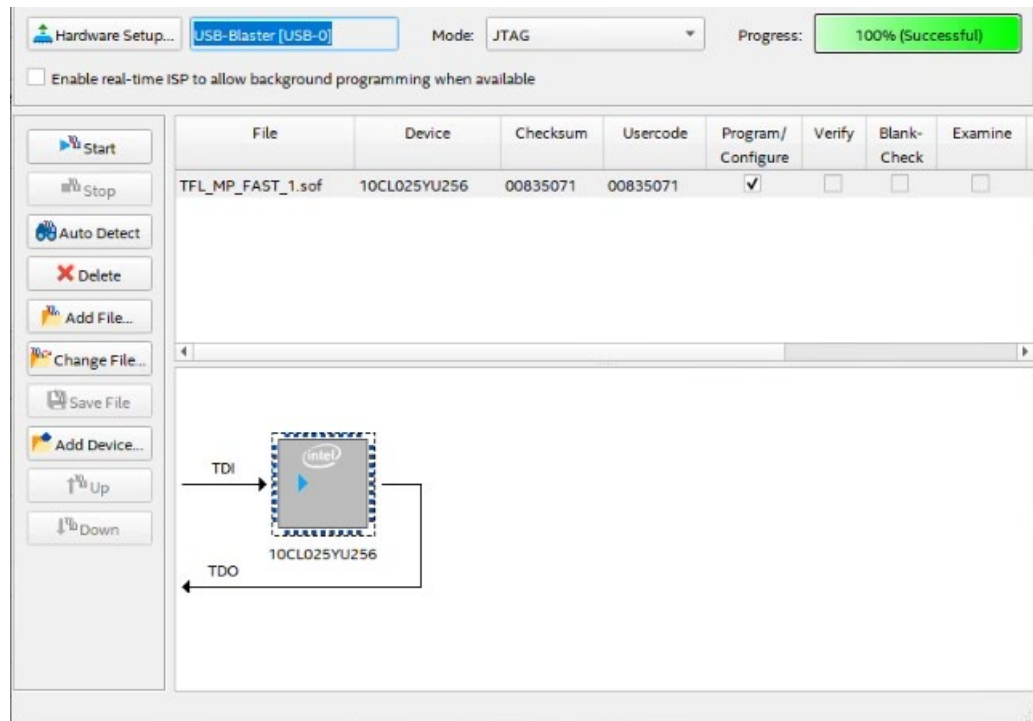 Hardware Setup... USB-Blaster [USB-0] Mode: JTAG Progress: 100% (Successful)
Enable real-time ISP to allow background programming when available
Start
Stop
Auto Detect
Delete
Add File...
Change File...
Save File
Add Device...
Up
Down
File Device Checksum Usercode Program/ Configure Verify Blank- Check Examine
TFL_MP_FAST_1.sof 10CL025YU256 00835071 00835071
intel
TDI
10CL025YU256
TDO